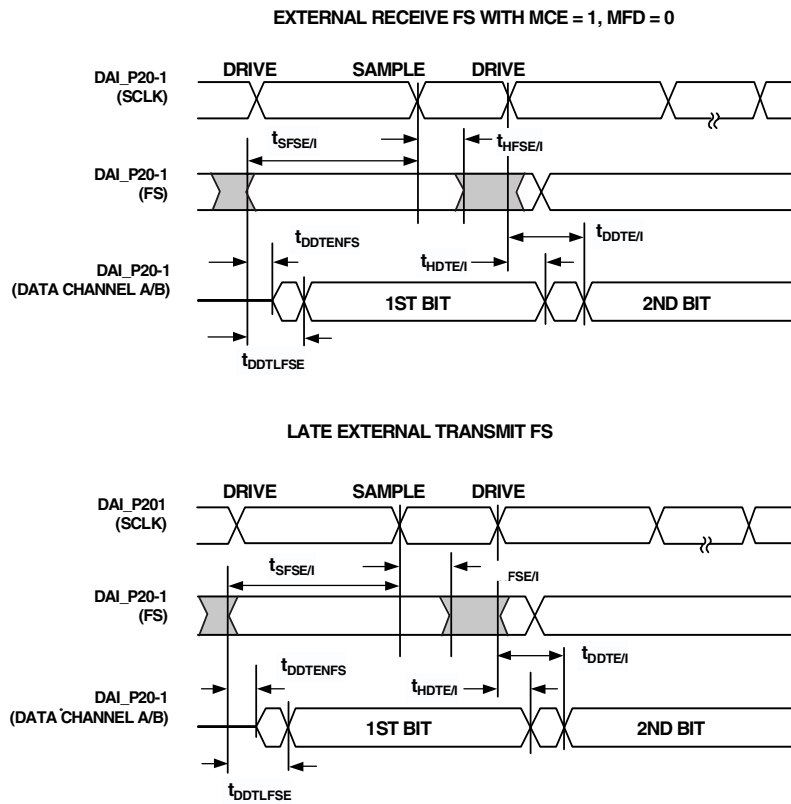 EXTERNAL RECEIVE FS WITH MCE = 1, MFD = 0
DRIVE SAMPLE DRIVE
DAI_P20-1
(SCLK)
tSFSE/I tHFSE/I
DAI_P20-1
(FS)
tDDTENFS tDDTE/I
tHDTE/I
DAI_P20-1
(DATA CHANNEL A/B)
1ST BIT 2ND BIT
tDDTLFSE
LATE EXTERNAL TRANSMIT FS
DRIVE SAMPLE DRIVE
DAI_P201
(SCLK)
tSFSE/I FSE/I
DAI_P20-1
(FS)
tDDTENFS tDDTE/I
tHDTE/I
DAI_P20-1
(DATA CHANNEL A/B)
1ST BIT 2ND BIT
tDDTLFSE